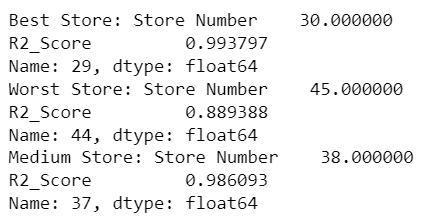 Best Store: Store Number    30.000000
R2_Score         0.993797
Name: 29, dtype: float64
Worst Store: Store Number    45.000000
R2_Score         0.889388
Name: 44, dtype: float64
Medium Store: Store Number    38.000000
R2_Score         0.986093
Name: 37, dtype: float64